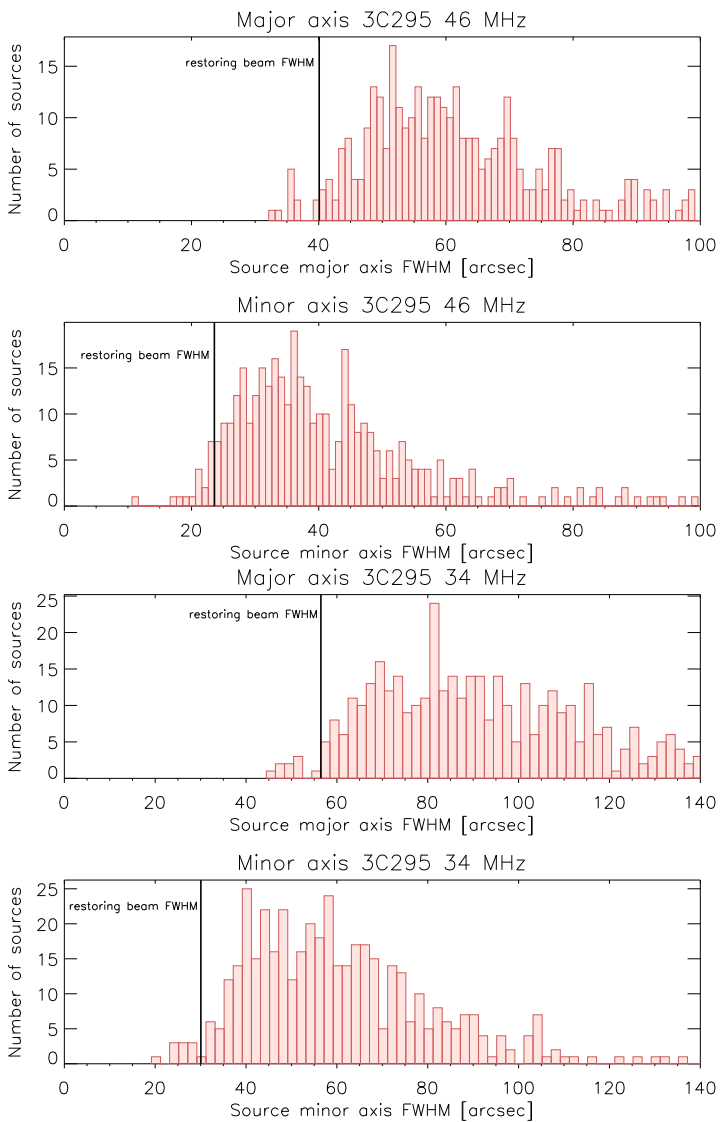 Major axis 3C295 46 MHz
restoring beam FWHM
Number of sources
15
10
5
0
0 20 40 60 80 100
Source major axis FWHM [arcsec]
Minor axis 3C295 46 MHz
restoring beam FWHM
Number of sources
15
10
5
0
0 20 40 60 80 100
Source minor axis FWHM [arcsec]
Major axis 3C295 34 MHz
restoring beam FWHM
Number of sources
25
20
15
10
5
0
0 20 40 60 80 100 120 140
Source major axis FWHM [arcsec]
Minor axis 3C295 34 MHz
restoring beam FWHM
Number of sources
25
20
15
10
5
0
0 20 40 60 80 100 120 140
Source minor axis FWHM [arcsec]